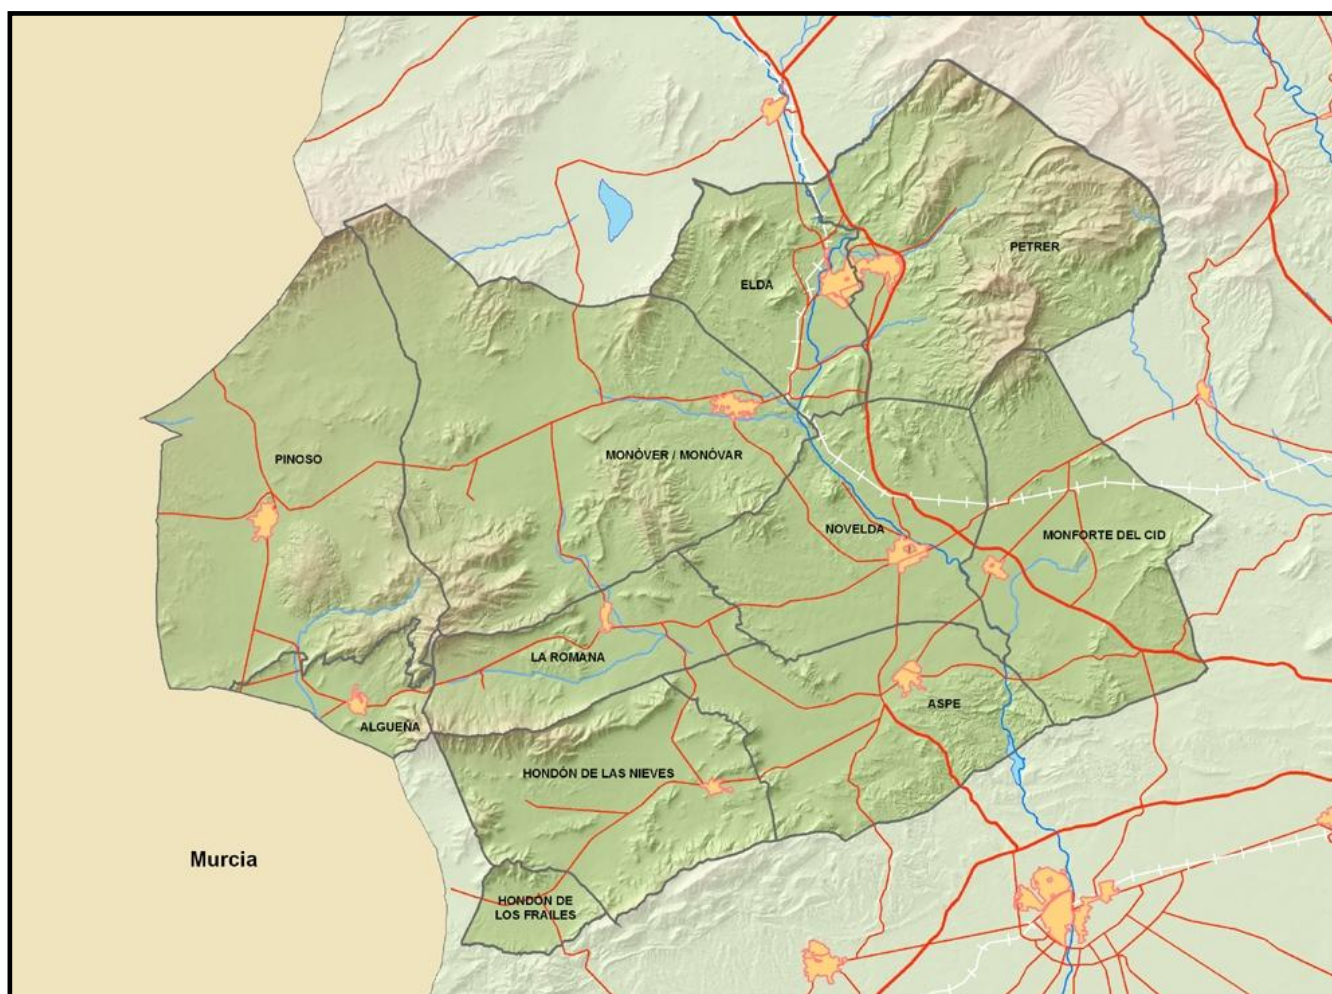 PETRER
ELDA
PINOSO
MONÒVER / MONÓVAR
NOVELDA
MONFORTE DEL CID
LA ROMANA
ASPE
ALGUEÑA
HONDÓN DE LAS NIEVES
Murcia
HONDÓN DE
LOS FRAILES